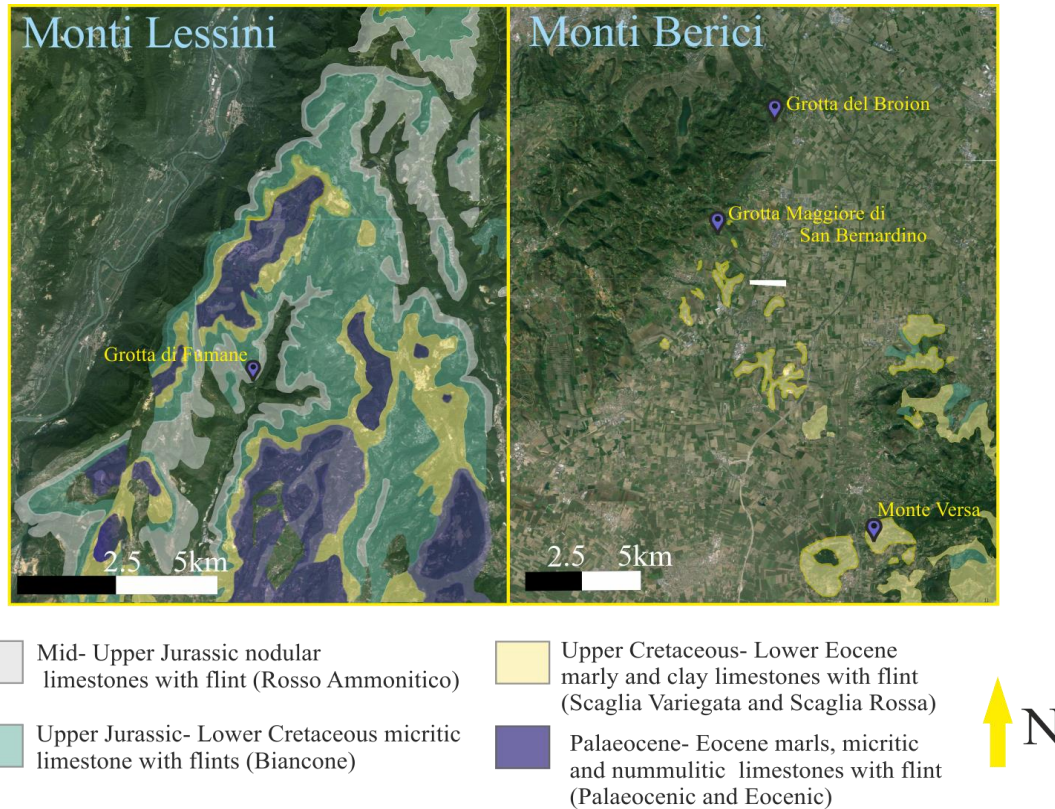 Monti Lessini
Monti Berici
Grotta del Broion
Grotta Maggiore di
San Bernardino
Grotta di Fumane
Monte Versa
2.5 5km
2.5 5km
Mid- Upper Jurassic nodular
limestones with flint (Rosso Ammonitico)
Upper Jurassic- Lower Cretaceous micritic
limestone with flints (Biancone)
Upper Cretaceous- Lower Eocene
marly and clay limestones with flint
(Scaglia Variegata and Scaglia Rossa)
Palaeocene- Eocene marls, micritic
and nummulitic limestones with flint
(Palaeocenic and Eocenic)
N